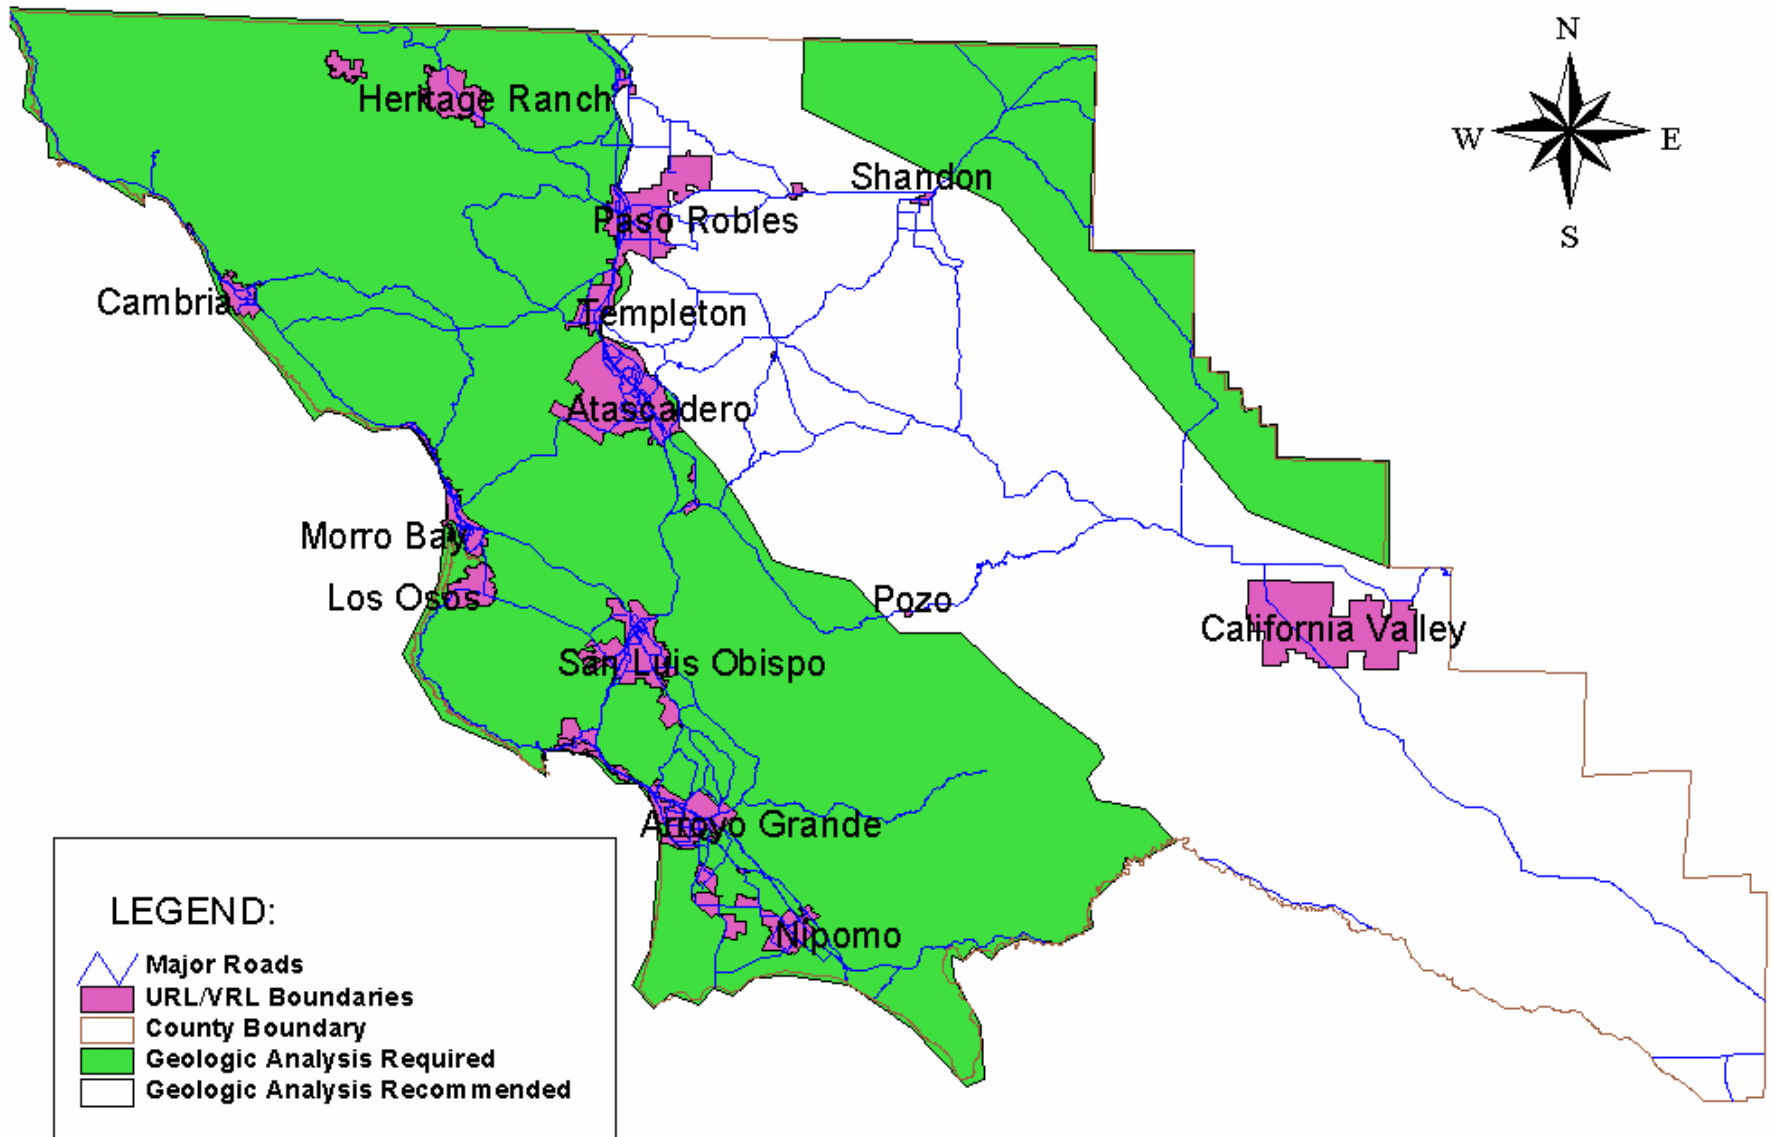 N
Heritage Ranch
W E
Shandon
Paso Robles
S
Cambria
Templeton
Atascadero
Morro Bay
Los Osos
Pozo
California Valley
San Luis Obispo
Arroyo Grande
Nipomo
LEGEND:
Major Roads
URL/VRL Boundaries
County Boundary
Geologic Analysis Required
Geologic Analysis Recommended